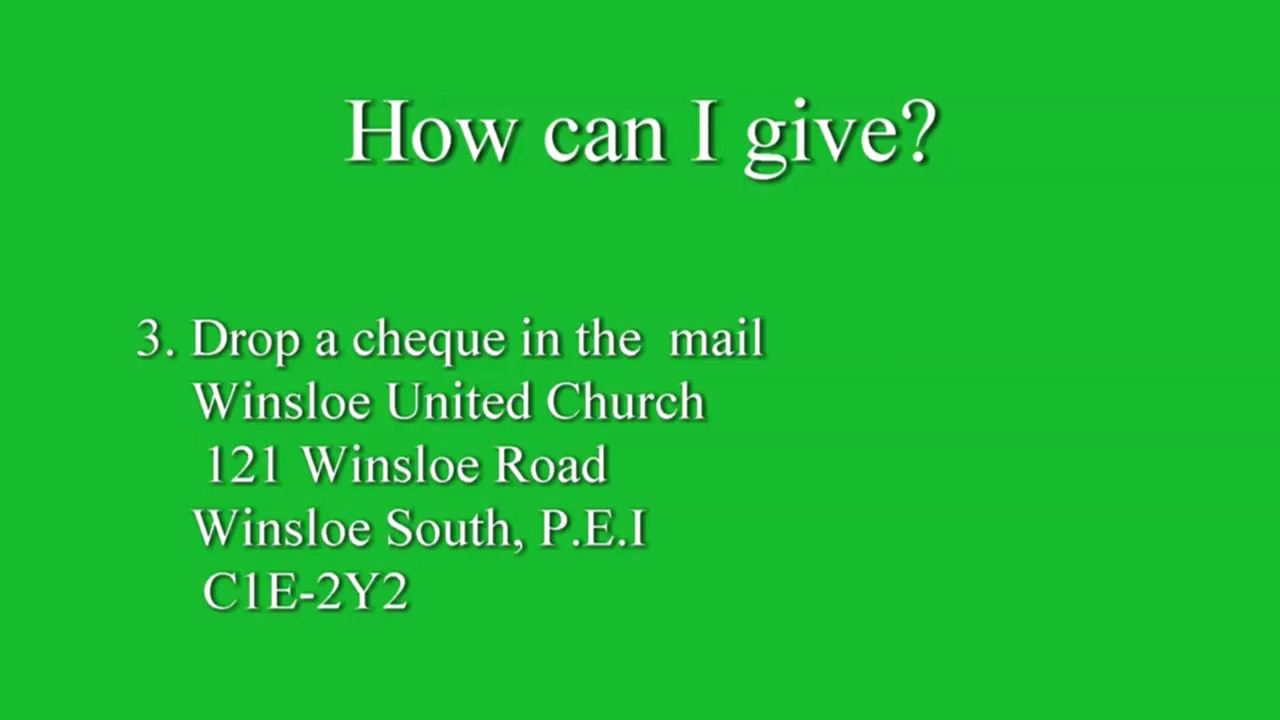 How can I give?
3. Drop a cheque in the mail
Winsloe United Church
121 Winsloe Road
Winsloe South, P.E.I
C1E-2Y2